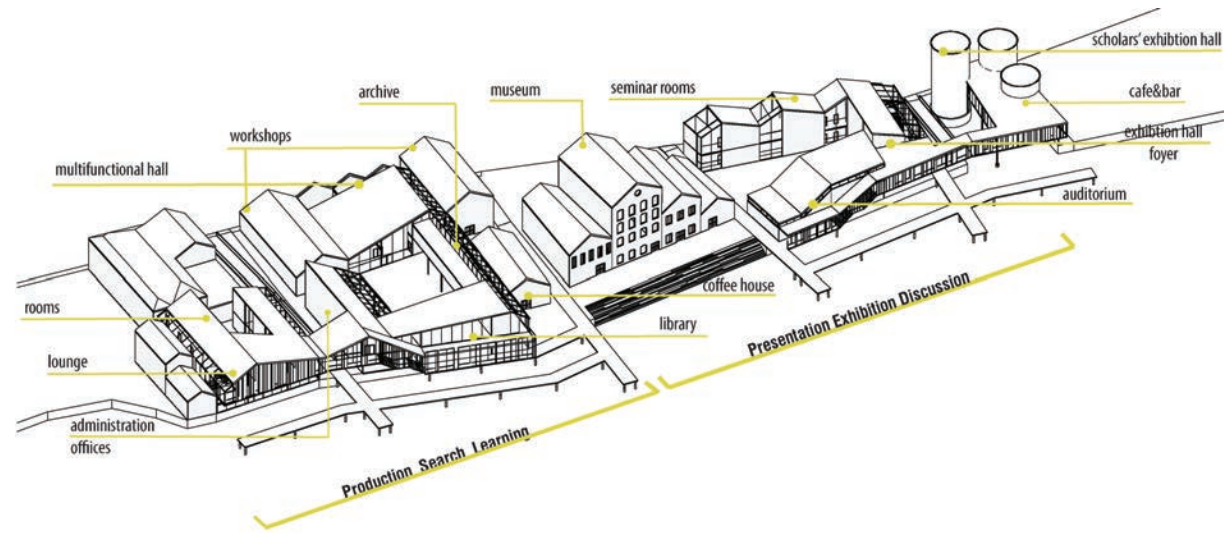 scholars' exhibtion hall
cafe&bar
exhibtion hall
foyer
auditorium
seminar rooms
museum
archive
workshops
multifunctional hall
coffee house
library
rooms
lounge
administration
offiices
Presentation Exhibition Discussion
Production Search Learning